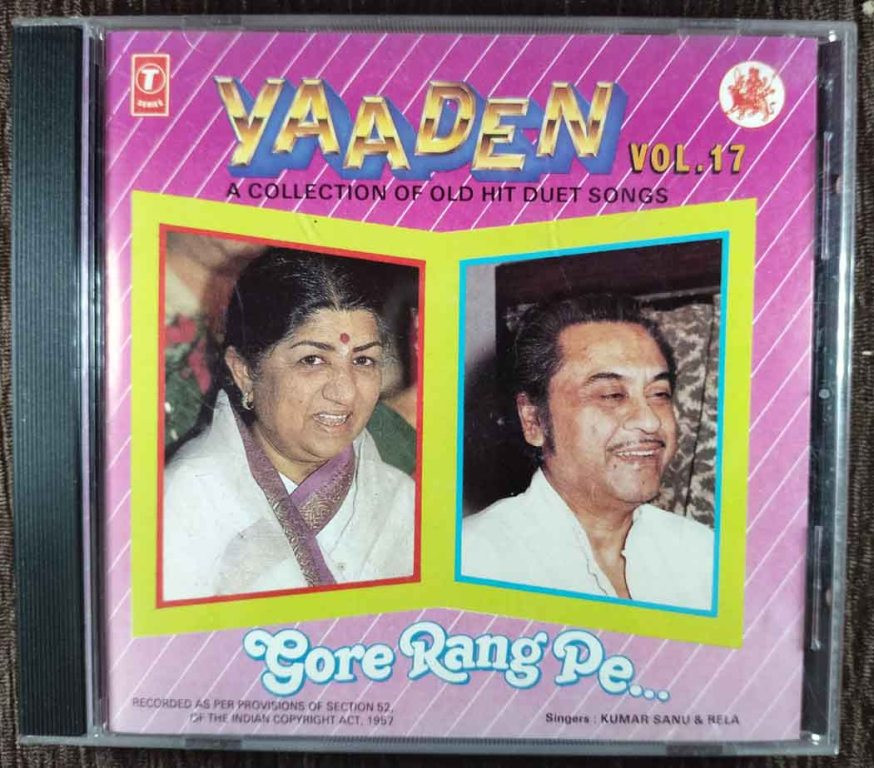 T
SERIES
YAADEN
VOL.17
A COLLECTION OF OLD HIT DUET SONGS
Gore Rang Pe...
RECORDED AS PER PROVISIONS OF SECTION 52,
OF THE INDIAN COPYRIGHT ACT, 1957
Singers : KUMAR SANU & BELA